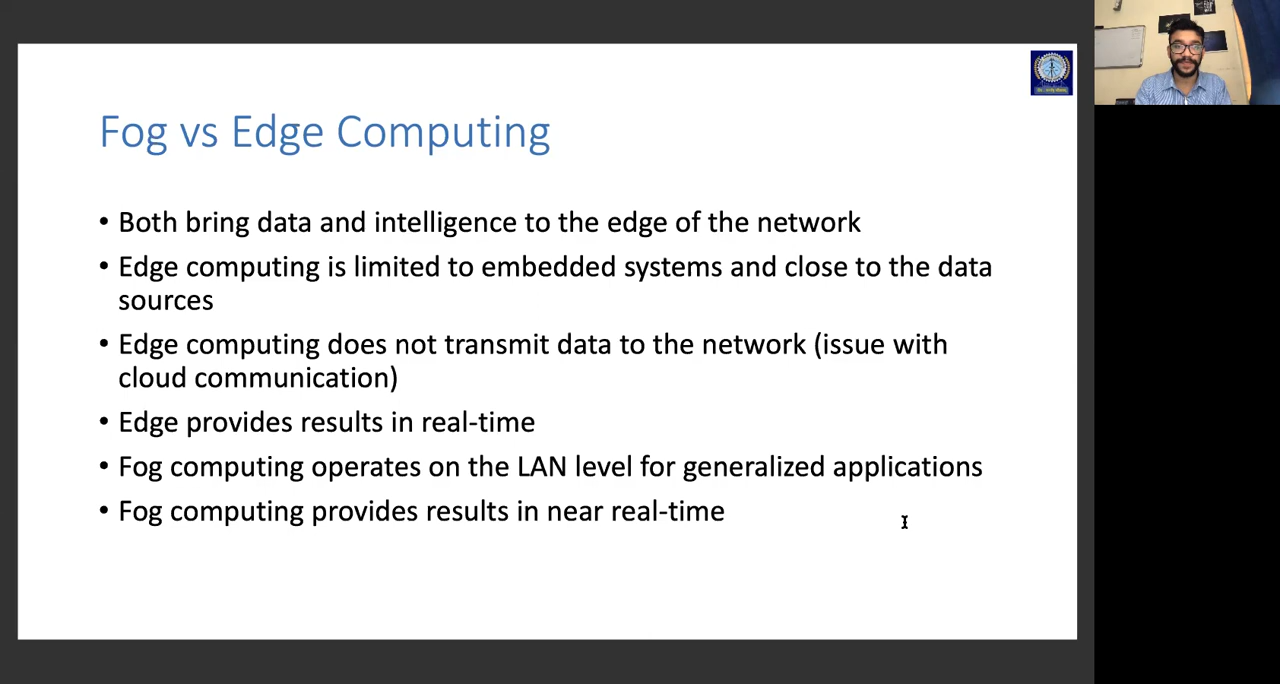 Fog vs Edge Computing
• Both bring data and intelligence to the edge of the network
• Edge computing is limited to embedded systems and close to the data
sources
• Edge computing does not transmit data to the network (issue with
cloud communication)
• Edge provides results in real-time
• Fog computing operates on the LAN level for generalized applications
• Fog computing provides results in near real-time